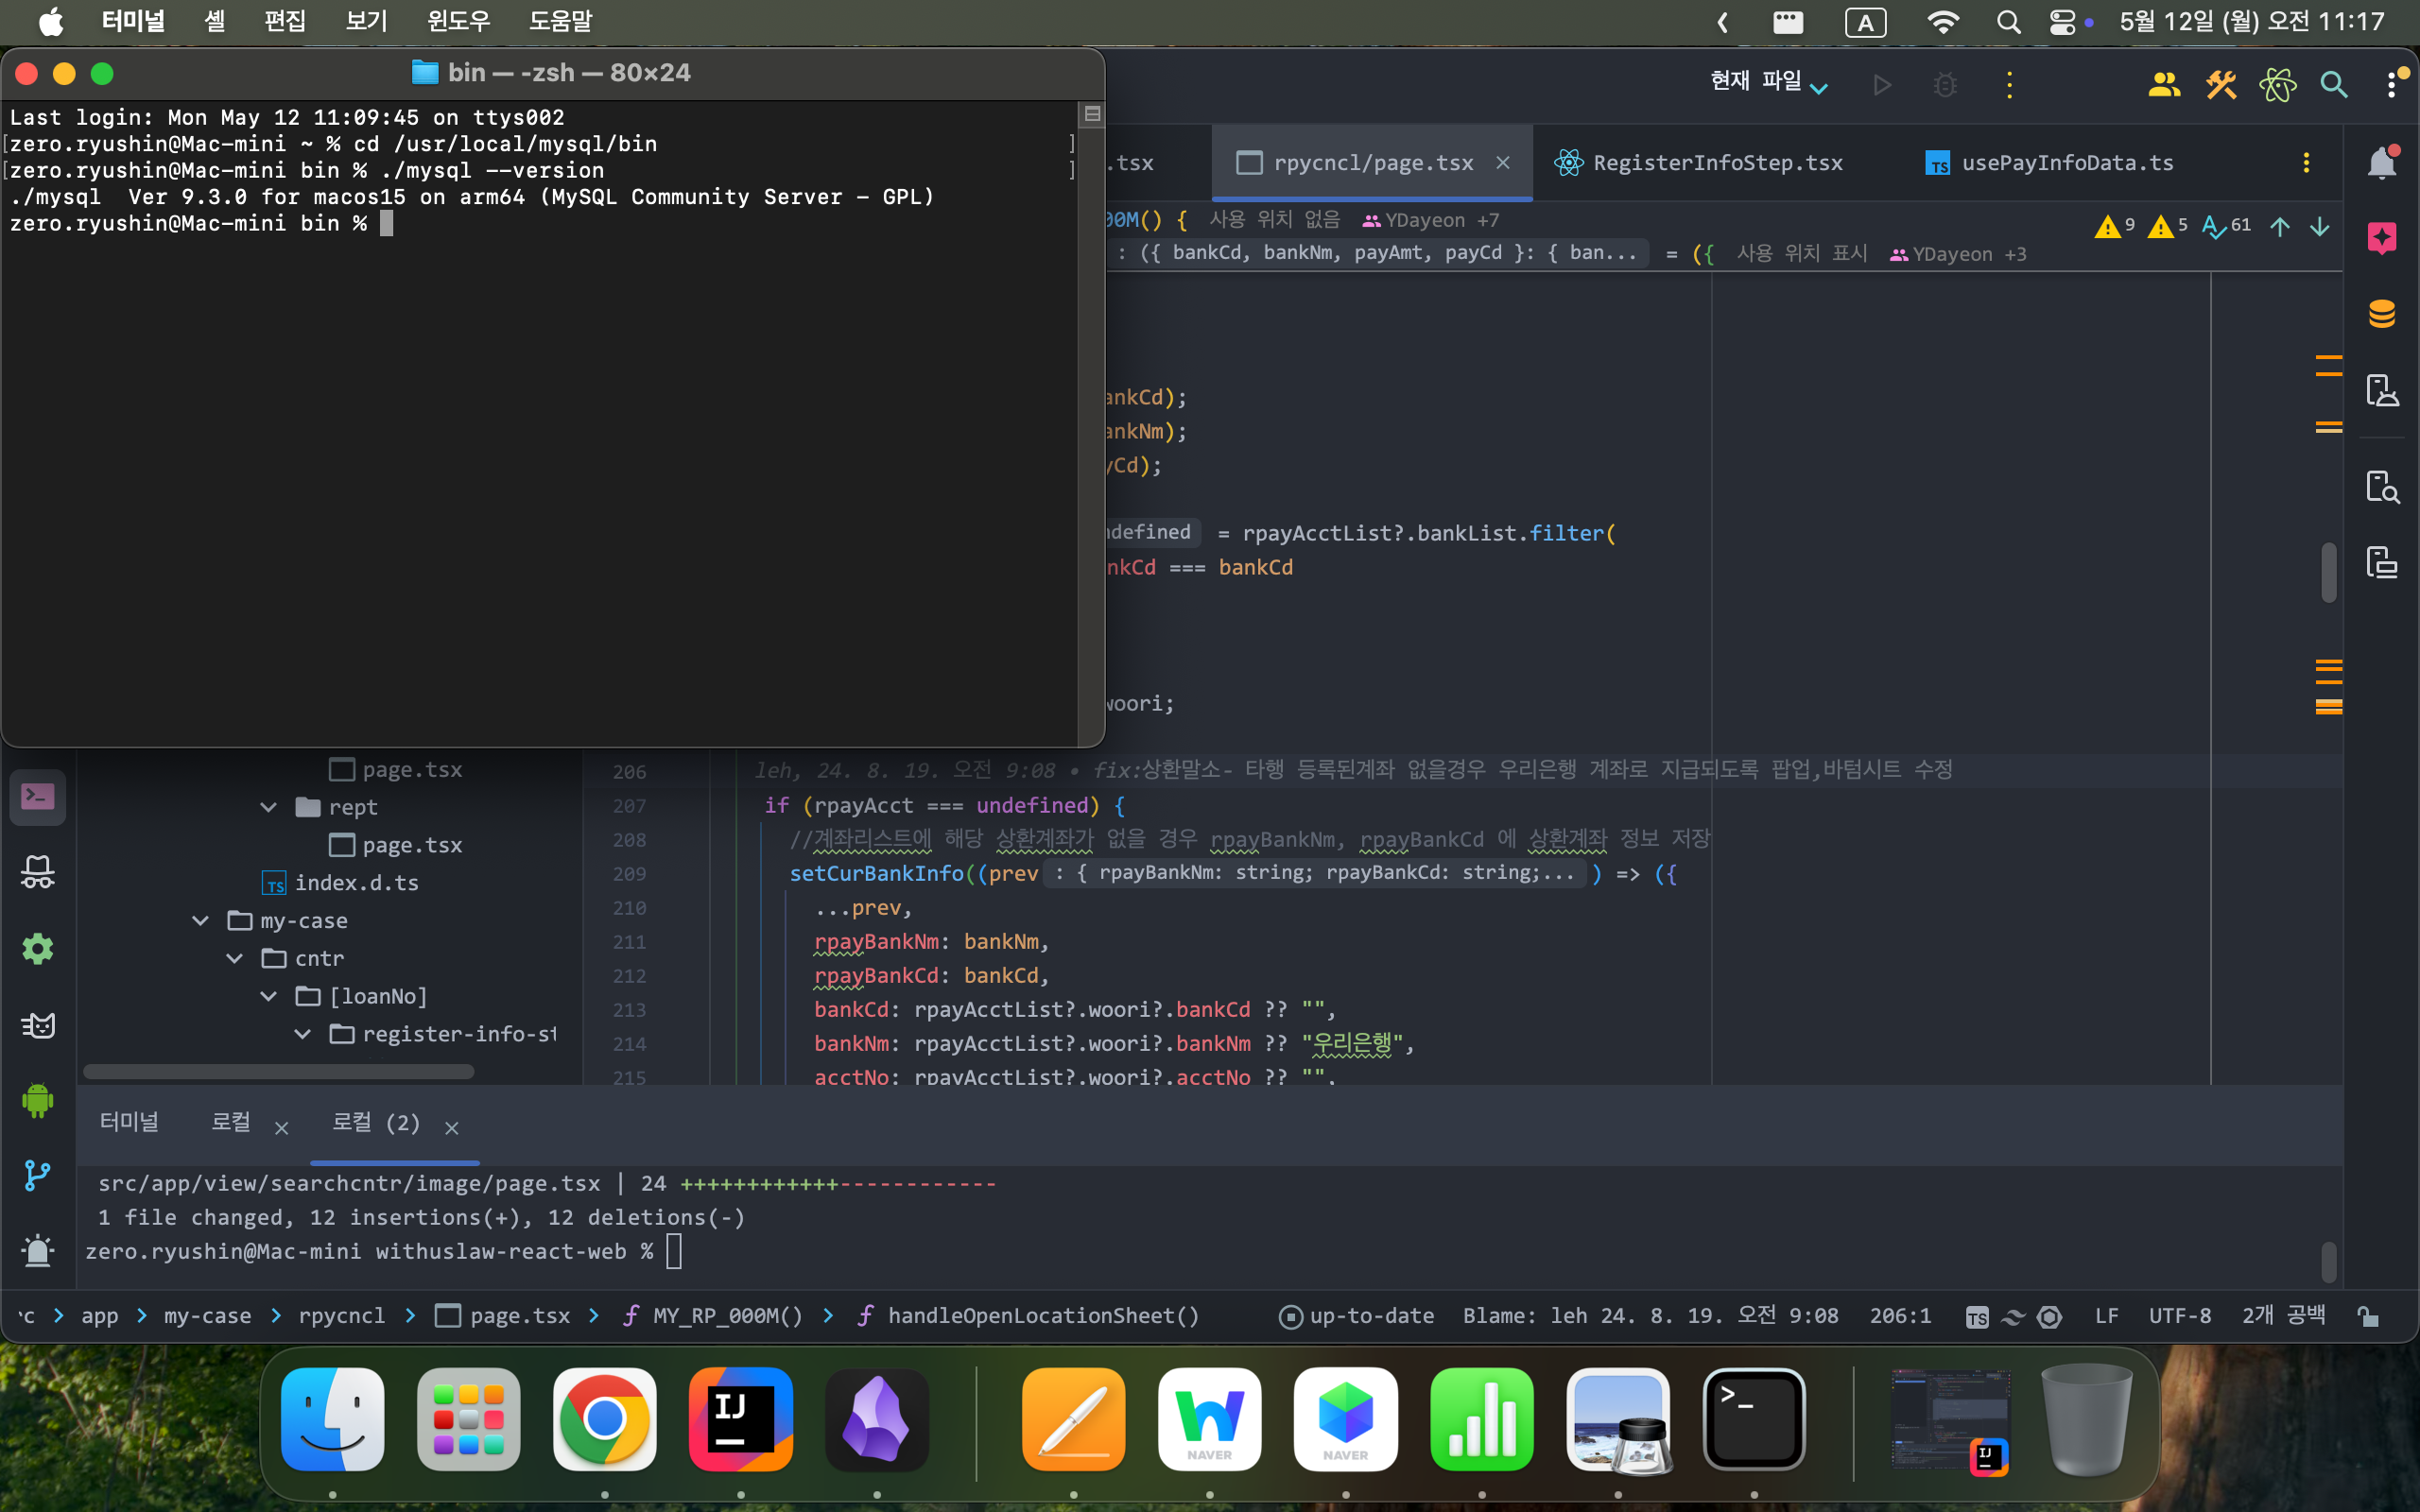 터미널 셸 편집 보기 윈도우 도움말 A 5월 12일 (월) 오전 11:17
bin — -zsh — 80×24
Last login: Mon May 12 11:09:45 on ttys002
[zero.ryushin@Mac-mini ~ % cd /usr/local/mysql/bin ]
[zero.ryushin@Mac-mini bin % ./mysql --version ]
./mysql  Ver 9.3.0 for macos15 on arm64 (MySQL Community Server - GPL)
zero.ryushin@Mac-mini bin %
현재 파일
.tsx rpycncl/page.tsx × RegisterInfoStep.tsx TS usePayInfoData.ts
00M() { 사용 위치 없음 YDayeon +7 9 5 61
: ({ bankCd, bankNm, payAmt, payCd }: { ban... = ({ 사용 위치 표시 YDayeon +3
ankCd);
ankNm);
yCd);
ndefined = rpayAcctList?.bankList.filter(
nkCd === bankCd
woori;
page.tsx
rept
page.tsx
TS index.d.ts
my-case
cntr
[loanNo]
register-info-st
206 leh, 24. 8. 19. 오전 9:08 • fix:상환말소- 타행 등록된계좌 없을경우 우리은행 계좌로 지급되도록 팝업,바텀시트 수정
207 if (rpayAcct === undefined) {
208 //계좌리스트에 해당 상환계좌가 없을 경우 rpayBankNm, rpayBankCd 에 상환계좌 정보 저장
209 setCurBankInfo((prev : { rpayBankNm: string; rpayBankCd: string;... ) => ({
210 ...prev,
211 rpayBankNm: bankNm,
212 rpayBankCd: bankCd,
213 bankCd: rpayAcctList?.woori?.bankCd ?? "",
214 bankNm: rpayAcctList?.woori?.bankNm ?? "우리은행",
215 acctNo: rpayAcctList?.woori?.acctNo ?? "",
터미널 로컬 × 로컬 (2) ×
src/app/view/searchcntr/image/page.tsx | 24 ++++++++++++------------
1 file changed, 12 insertions(+), 12 deletions(-)
zero.ryushin@Mac-mini withuslaw-react-web %
rc > app > my-case > rpycncl > page.tsx > f MY_RP_000M() > f handleOpenLocationSheet() up-to-date Blame: leh 24. 8. 19. 오전 9:08 206:1 TS LF UTF-8 2개 공백
IJ
W NAVER
NAVER
>_
IJ